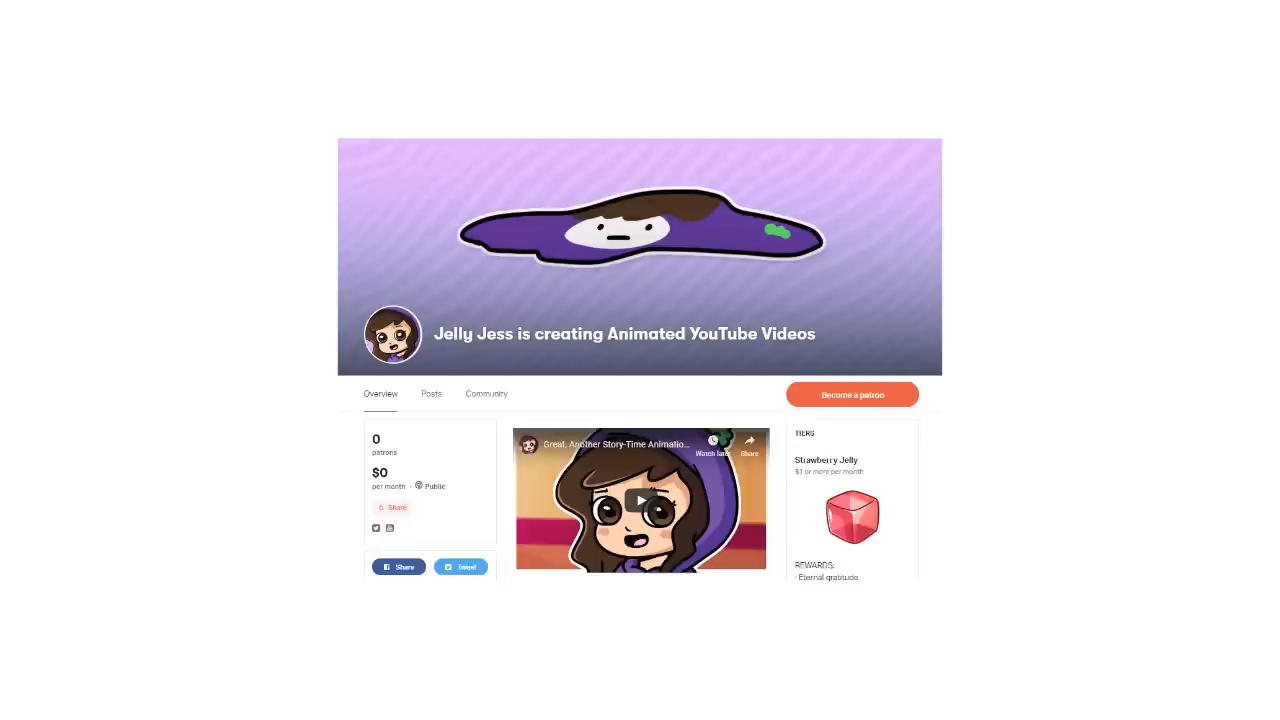 Jelly Jess is creating Animated YouTube Videos
Overview
Posts
Community
Become a patron
0
patrons
$0
per month · Public
Share
Share
Tweet
Great, Another Story-Time Animatio...
Watch later
Share
TIERS
Strawberry Jelly
$1 or more per month
REWARDS:
· Eternal gratitude